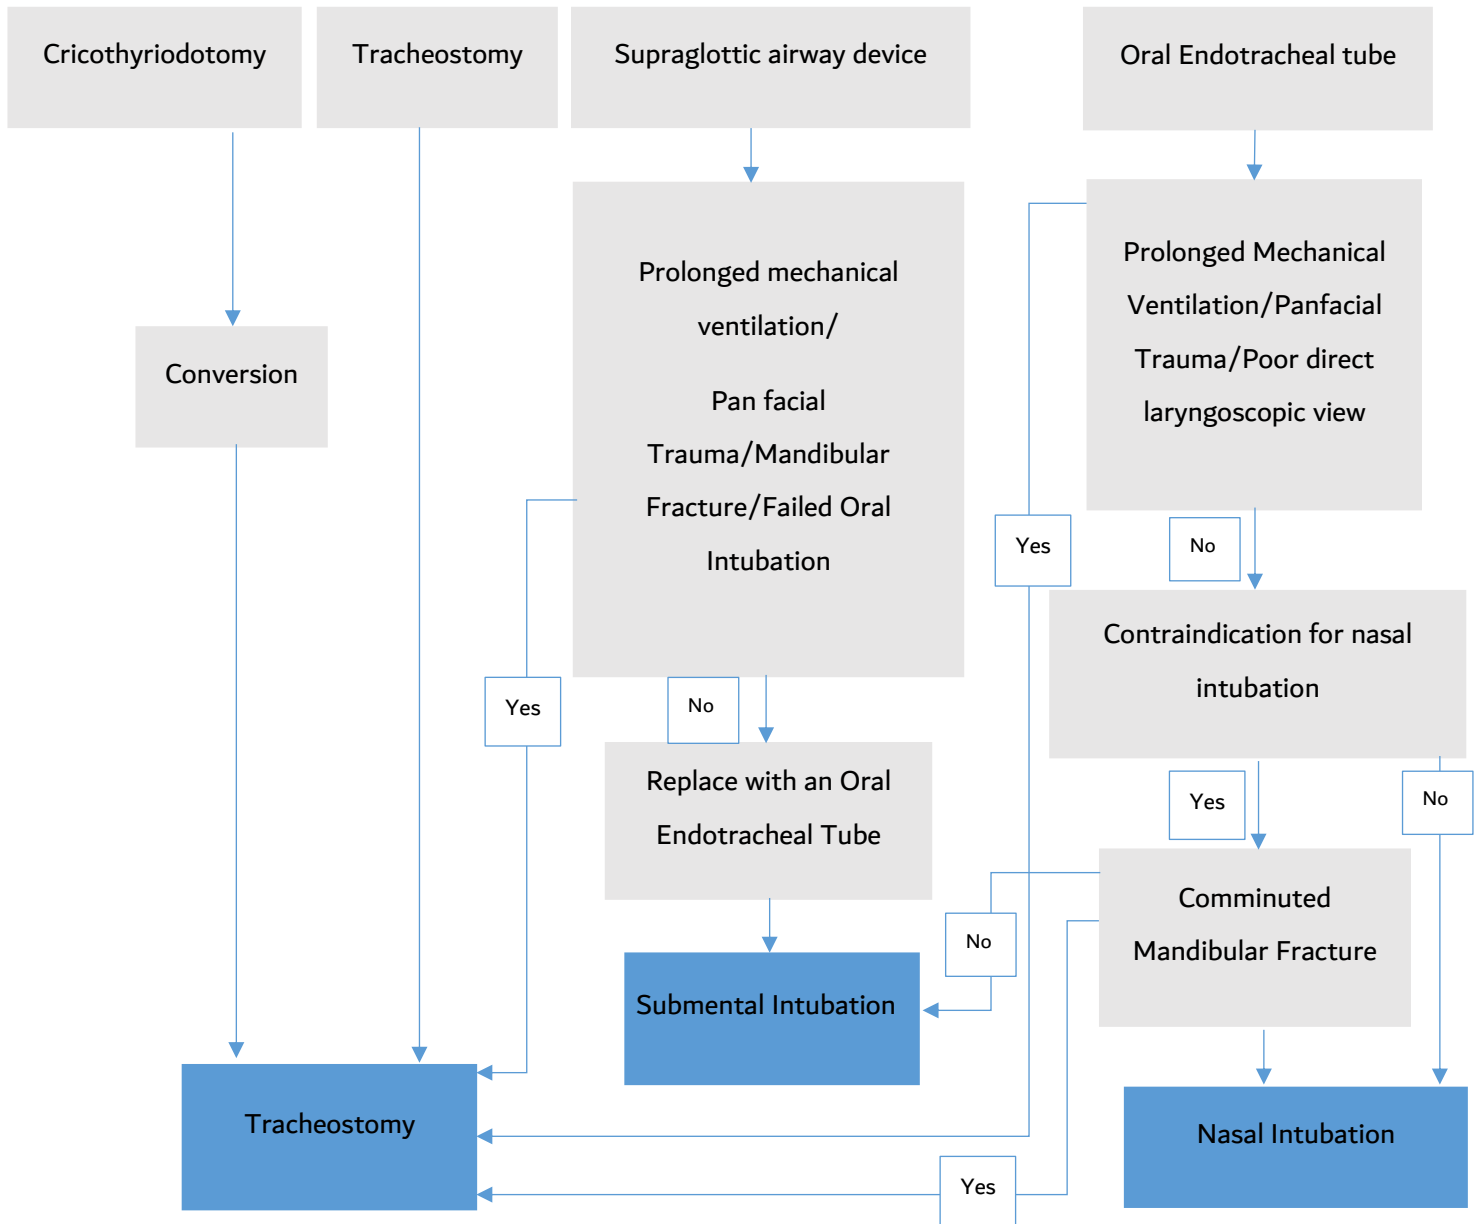 Cricothyriodotomy
Tracheostomy
Supraglottic airway device
Oral Endotracheal tube
Conversion
Prolonged mechanical
ventilation/
Pan facial
Trauma/Mandibular
Fracture/Failed Oral
Intubation
Prolonged Mechanical
Ventilation/Panfacial
Trauma/Poor direct
laryngoscopic view
Yes
No
Contraindication for nasal
intubation
Yes
No
Replace with an Oral
Endotracheal Tube
Yes
No
Comminuted
Mandibular Fracture
No
Submental Intubation
Tracheostomy
Yes
Nasal Intubation